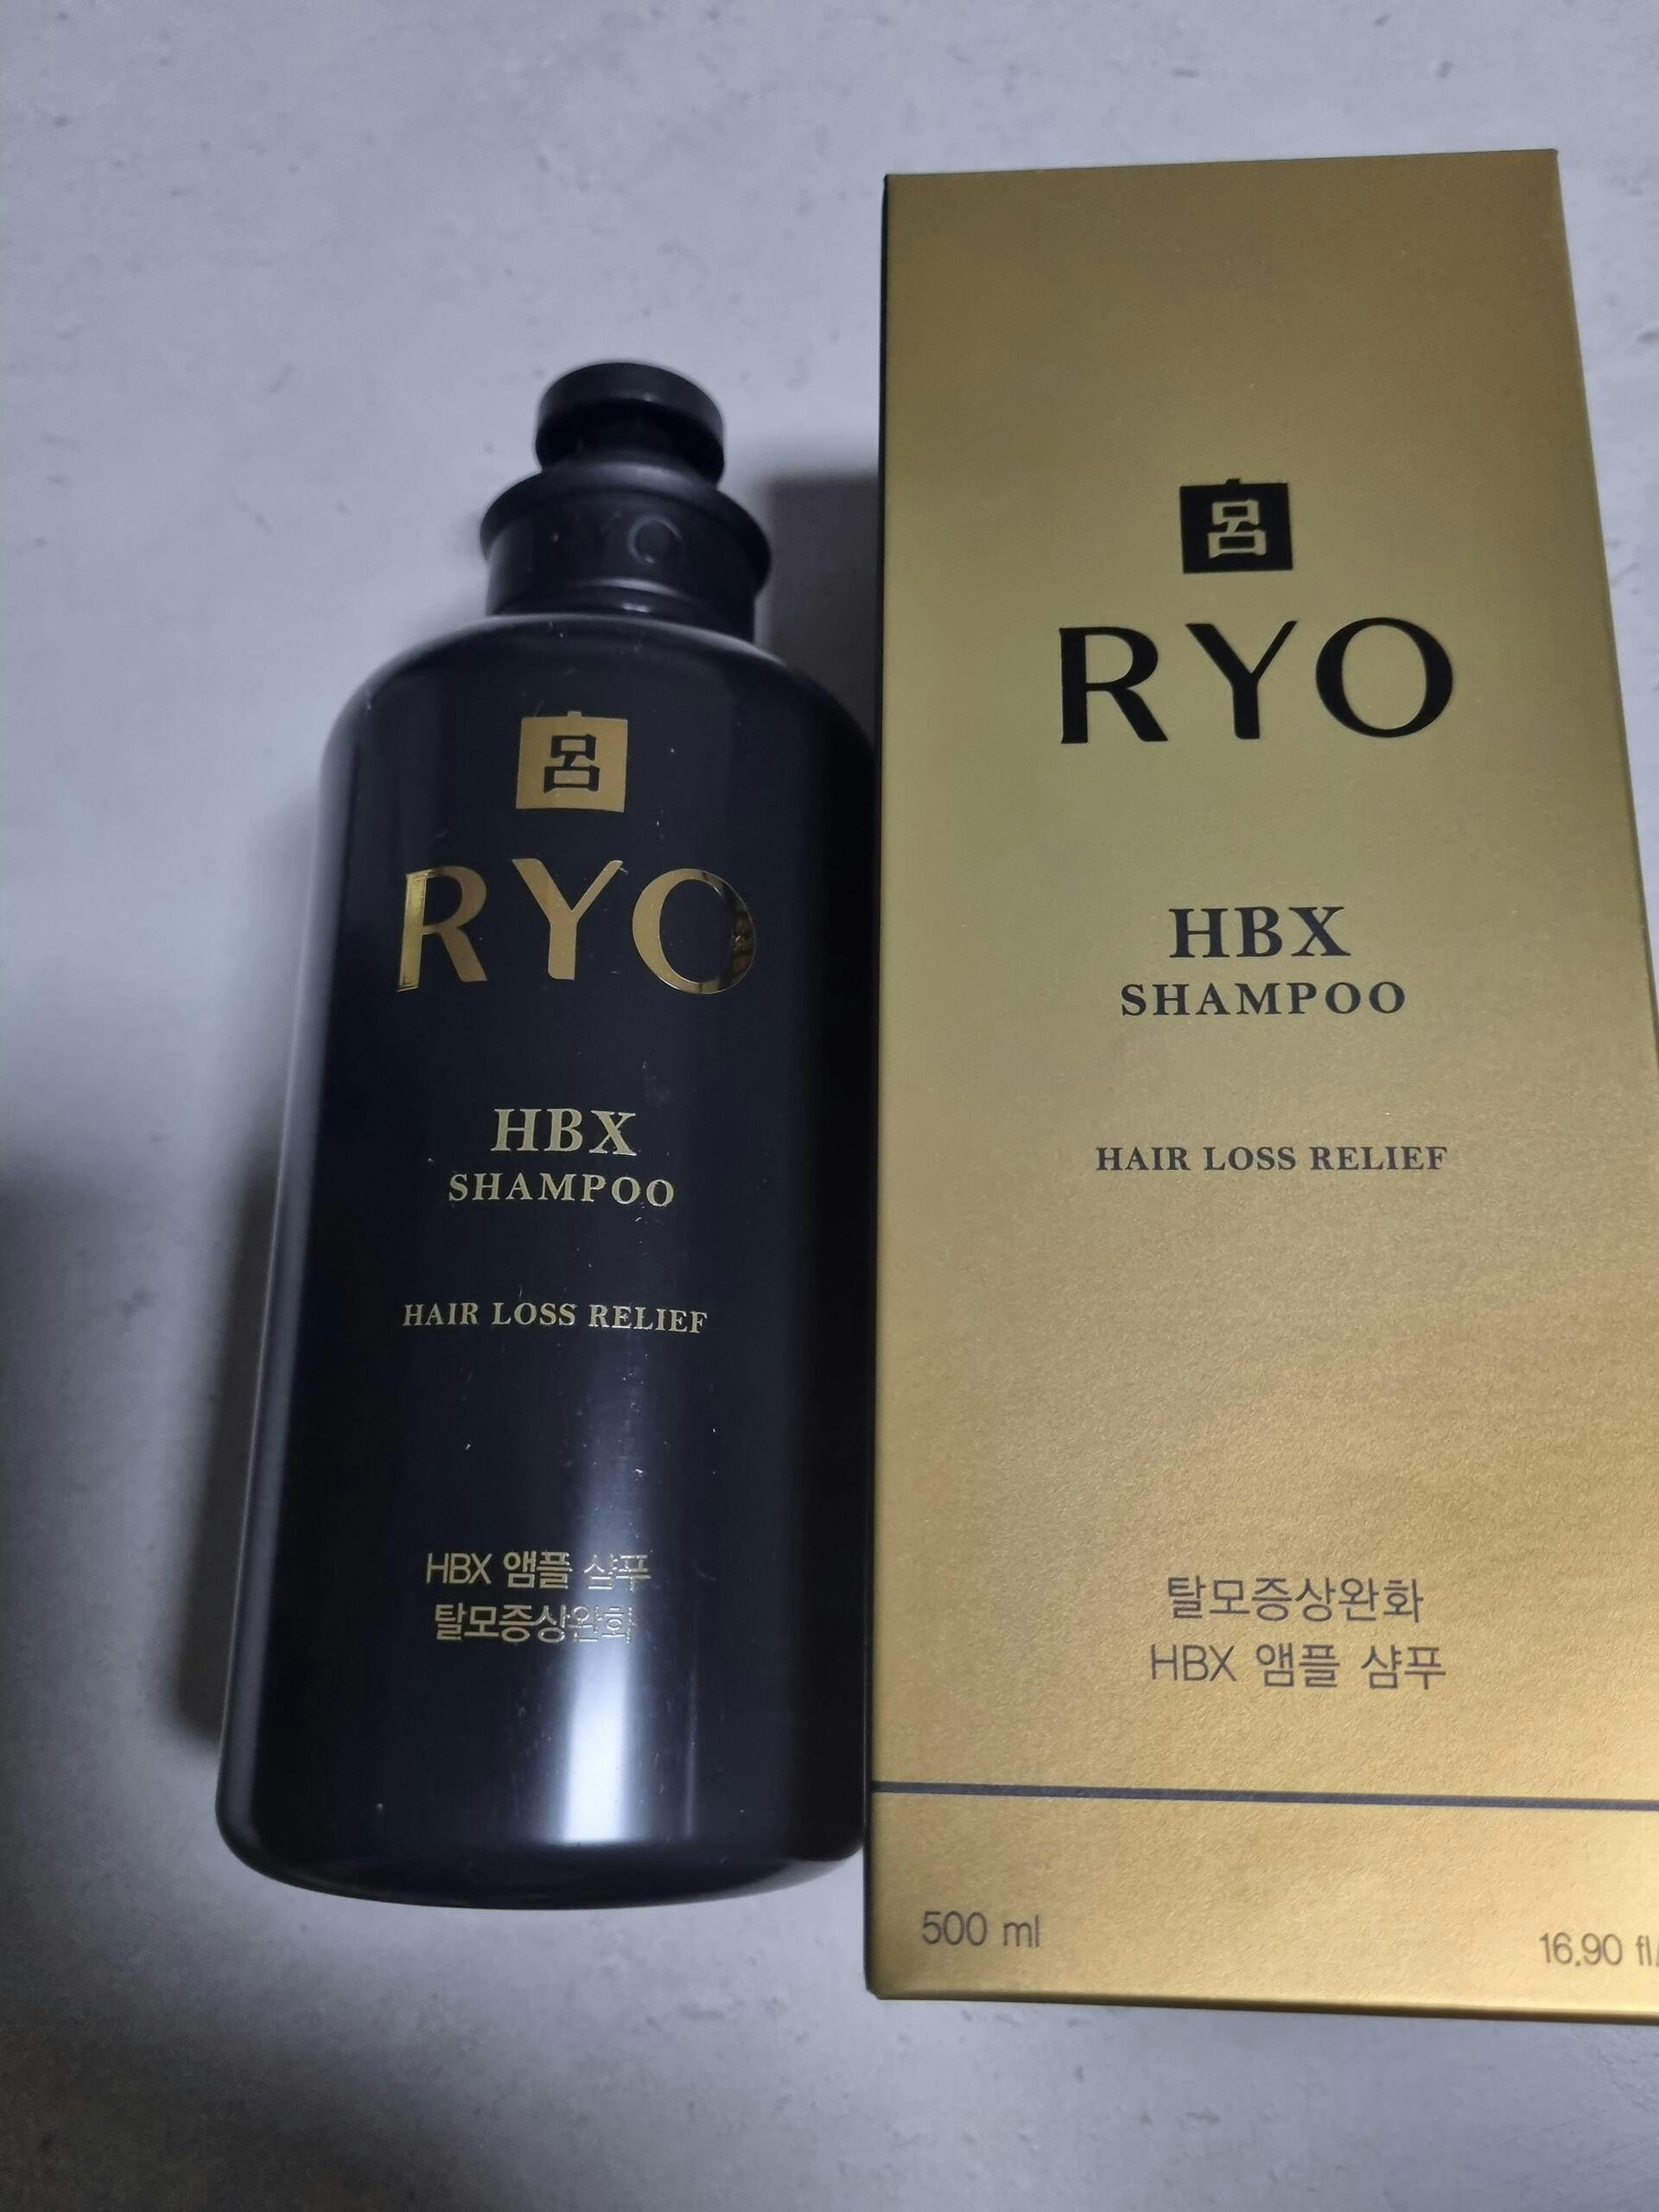 呂
RYO
HBX
SHAMPOO
HAIR LOSS RELIEF
HBX 앰플 샴푸
탈모증상완화
呂
RYO
HBX
SHAMPOO
HAIR LOSS RELIEF
탈모증상완화
HBX 앰플 샴푸
500 ml
16.90 fl